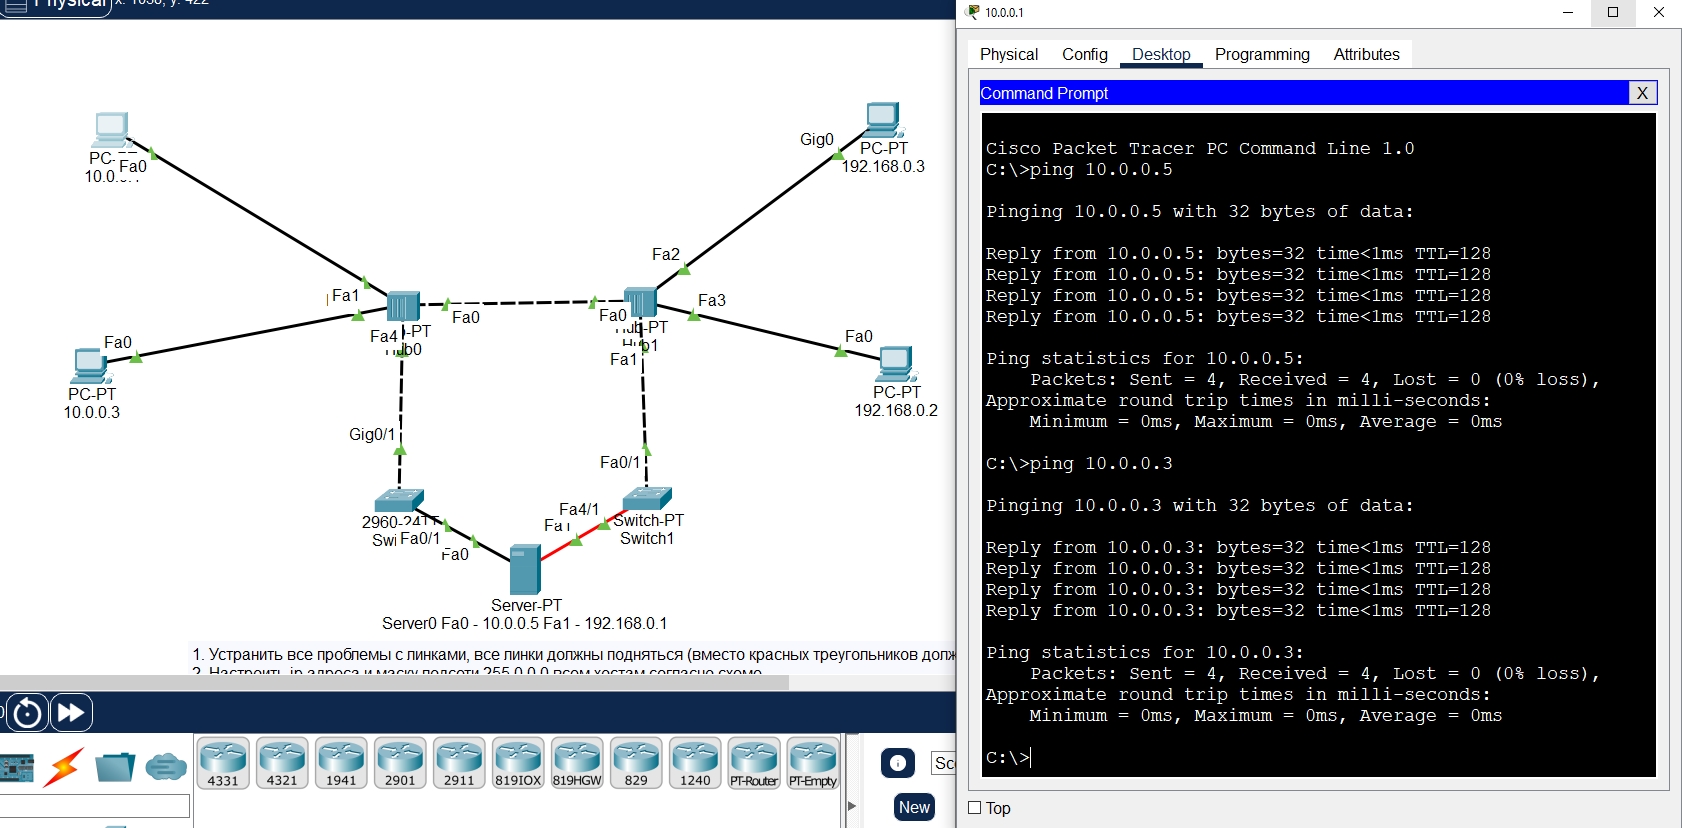 Physical x: 1058, y: 422
PC-PT
Fa0
Fa0
PC-PT
10.0.0.3
Fa1
Fa0
Fa4
-PT
Hub0
Gig0
PC-PT
192.168.0.3
Fa2
Fa3
Fa0
Hub-PT
Hub1
Fa1
Fa0
PC-PT
192.168.0.2
Gig0/1
Fa0/1
2960-24TT
Swi Fa0/1
Fa0
Fa4/1
Fa1
Switch-PT
Switch1
Server-PT
Server0 Fa0 - 10.0.0.5 Fa1 - 192.168.0.1
1. Устранить все проблемы с линками, все линки должны подняться (вместо красных треугольников долж
2. Настроить ip адреса и маску подсети 255.0.0.0 всем хостам согласно схеме
4331
4321
1941
2901
2911
819IOX
819HGW
829
1240
PT-Router
PT-Empty
Sc
New
10.0.0.1
Physical Config Desktop Programming Attributes
Command Prompt X
Cisco Packet Tracer PC Command Line 1.0
C:\>ping 10.0.0.5
Pinging 10.0.0.5 with 32 bytes of data:
Reply from 10.0.0.5: bytes=32 time<1ms TTL=128
Reply from 10.0.0.5: bytes=32 time<1ms TTL=128
Reply from 10.0.0.5: bytes=32 time<1ms TTL=128
Reply from 10.0.0.5: bytes=32 time<1ms TTL=128
Ping statistics for 10.0.0.5:
Packets: Sent = 4, Received = 4, Lost = 0 (0% loss),
Approximate round trip times in milli-seconds:
Minimum = 0ms, Maximum = 0ms, Average = 0ms
C:\>ping 10.0.0.3
Pinging 10.0.0.3 with 32 bytes of data:
Reply from 10.0.0.3: bytes=32 time<1ms TTL=128
Reply from 10.0.0.3: bytes=32 time<1ms TTL=128
Reply from 10.0.0.3: bytes=32 time<1ms TTL=128
Reply from 10.0.0.3: bytes=32 time<1ms TTL=128
Ping statistics for 10.0.0.3:
Packets: Sent = 4, Received = 4, Lost = 0 (0% loss),
Approximate round trip times in milli-seconds:
Minimum = 0ms, Maximum = 0ms, Average = 0ms
C:\>
Top